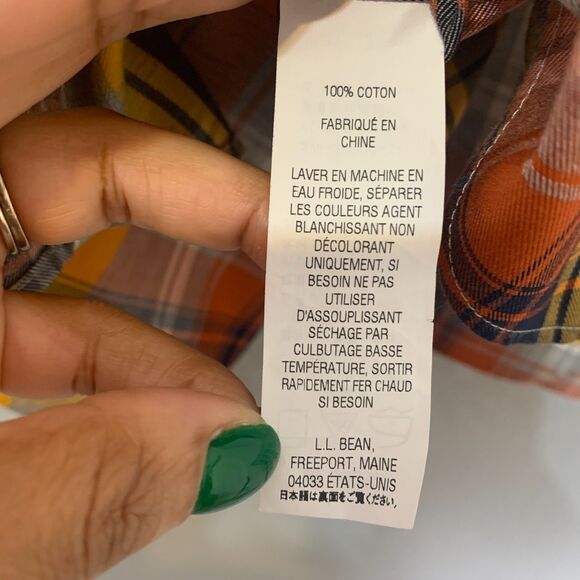 100% COTON
FABRIQUÉ EN
CHINE
LAVER EN MACHINE EN
EAU FROIDE, SÉPARER
LES COULEURS AGENT
BLANCHISSANT NON
DÉCOLORANT
UNIQUEMENT, SI
BESOIN NE PAS
UTILISER
D'ASSOUPLISSANT
SÉCHAGE PAR
CULBUTAGE BASSE
TEMPÉRATURE, SORTIR
RAPIDEMENT FER CHAUD
SI BESOIN
L.L. BEAN,
FREEPORT, MAINE
04033 ÉTATS-UNIS
日本語は裏面をご覧ください。